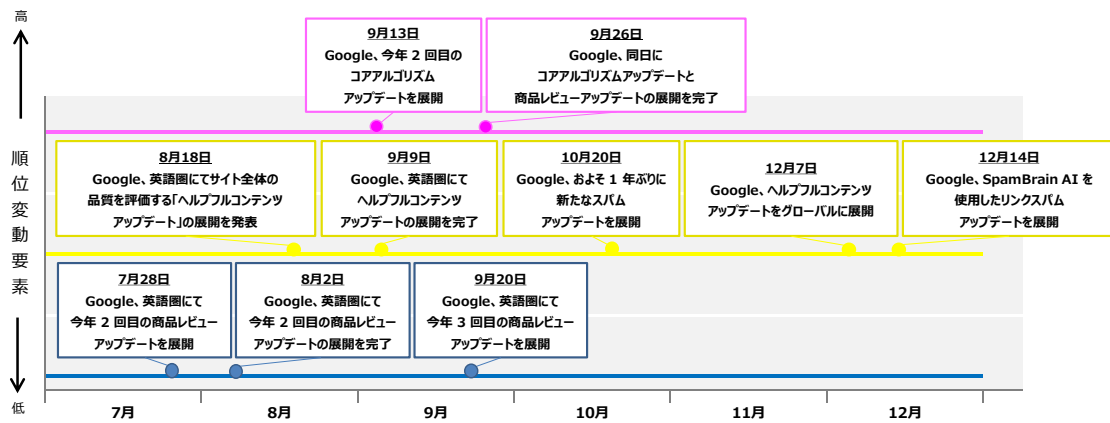 高
9月13日
Google、今年 2 回目の
コアアルゴリズム
アップデートを展開
9月26日
Google、同日に
コアアルゴリズムアップデートと
商品レビューアップデートの展開を完了
順位変動要素
8月18日
Google、英語圏にてサイト全体の
品質を評価する「ヘルプフルコンテンツ
アップデート」の展開を発表
9月9日
Google、英語圏にて
ヘルプフルコンテンツ
アップデートの展開を完了
10月20日
Google、およそ 1 年ぶりに
新たなスパム
アップデートを展開
12月7日
Google、ヘルプフルコンテンツ
アップデートをグローバルに展開
12月14日
Google、SpamBrain AI を
使用したリンクスパム
アップデートを展開
7月28日
Google、英語圏にて
今年 2 回目の商品レビュー
アップデートを展開
8月2日
Google、英語圏にて
今年 2 回目の商品レビュー
アップデートの展開を完了
9月20日
Google、英語圏にて
今年 3 回目の商品レビュー
アップデートを展開
低
7月 8月 9月 10月 11月 12月